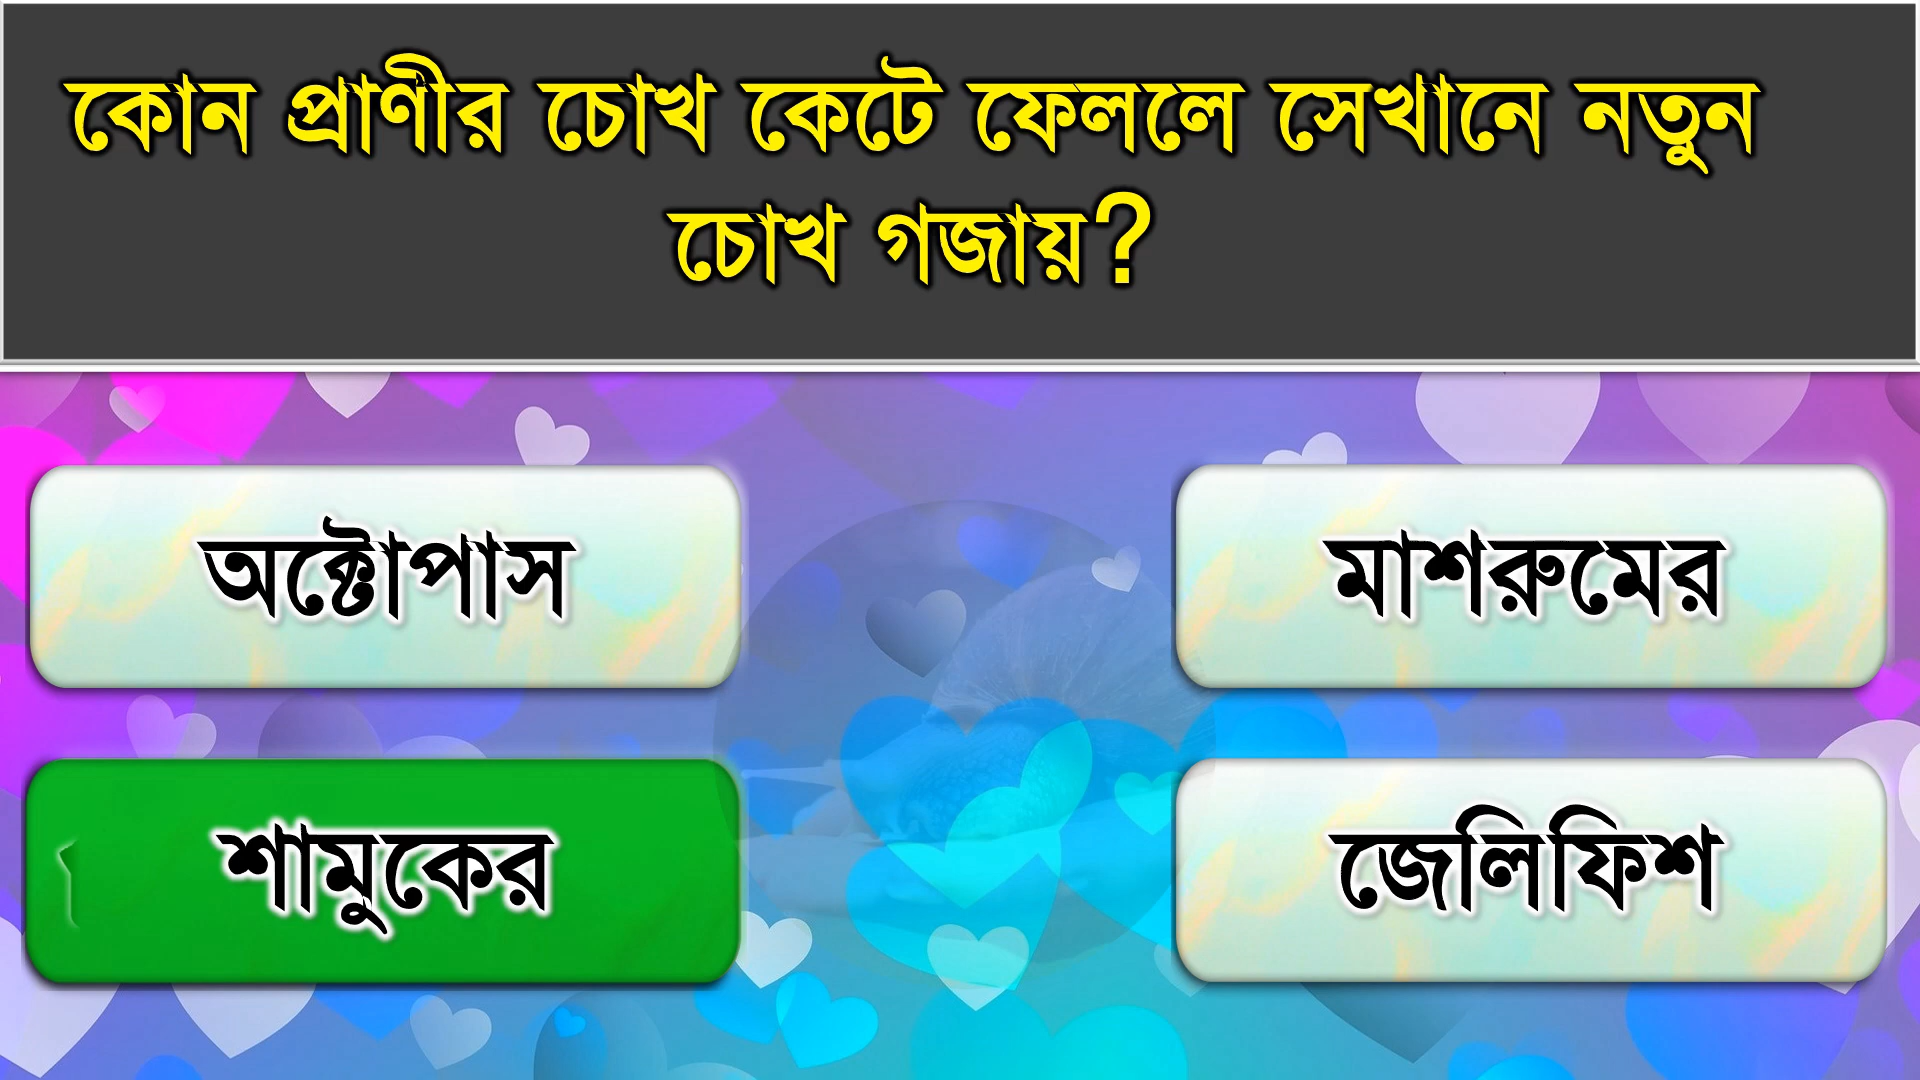 কোন প্রাণীর চোখ কেটে ফেললে সেখানে নতুন
চোখ গজায়?
অক্টোপাস
মাশরুমের
শামুকের
জেলিফিশ